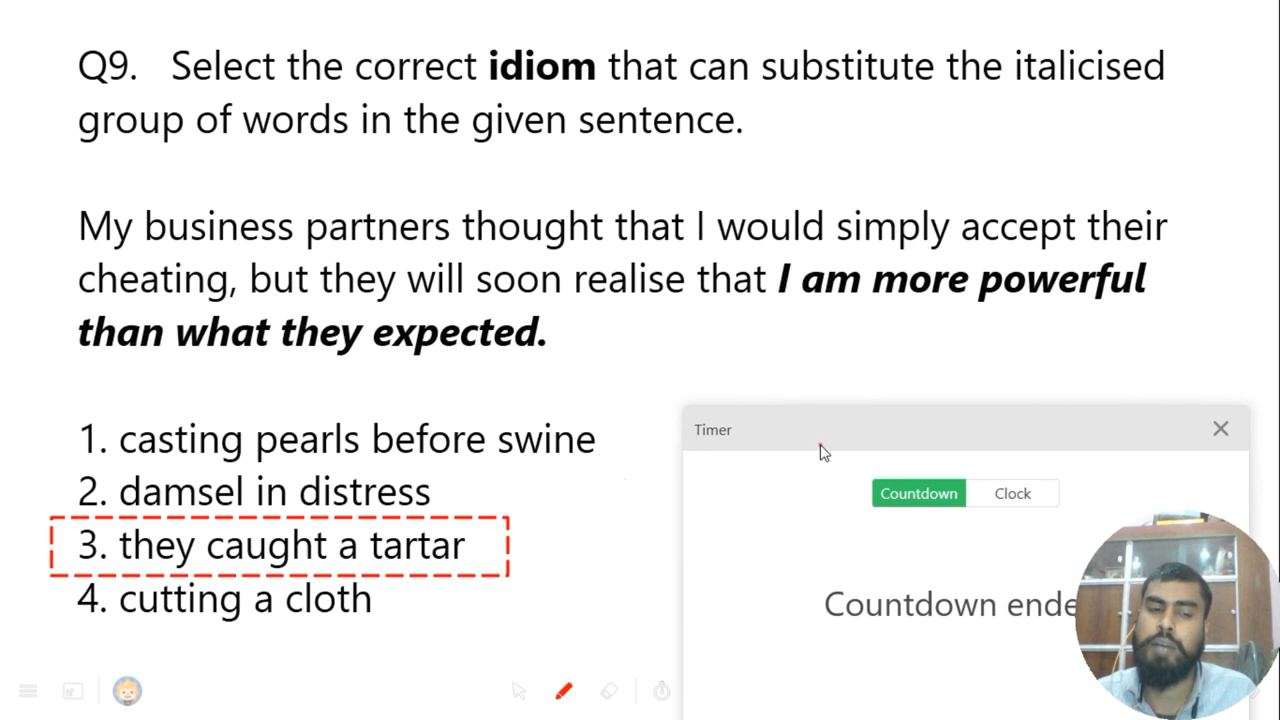 Q9. Select the correct idiom that can substitute the italicised
group of words in the given sentence.
My business partners thought that I would simply accept their
cheating, but they will soon realise that I am more powerful
than what they expected.
1. casting pearls before swine
2. damsel in distress
3. they caught a tartar
4. cutting a cloth
Timer
Countdown Clock
Countdown